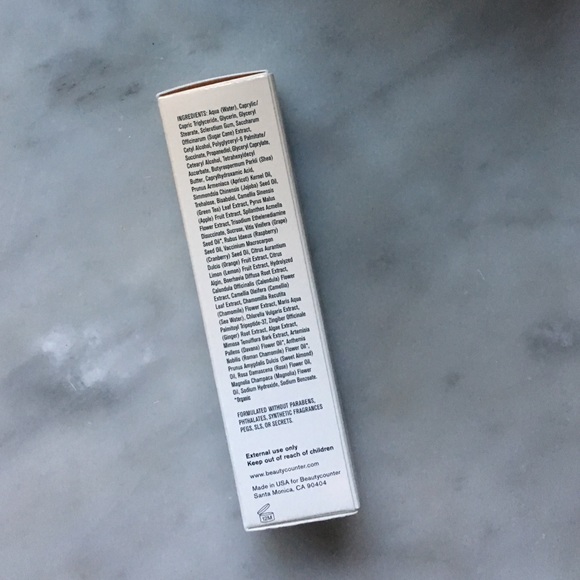 INGREDIENTS: Aqua (Water), Caprylic/
Capric Triglyceride, Glycerin, Glyceryl
Stearate, Sclerotium Gum, Saccharum
Officinarum (Sugar Cane) Extract,
Cetyl Alcohol, Polyglyceryl-6 Palmitate/
Succinate, Propanediol, Glyceryl Caprylate,
Cetearyl Alcohol, Tetrahexyldecyl
Ascorbate, Butyrospermum Parkii (Shea)
Butter, Caprylhydroxamic Acid,
Prunus Armeniaca (Apricot) Kernel Oil,
Simmondsia Chinensis (Jojoba) Seed Oil,
Trehalose, Bisabolol, Camellia Sinensis
(Green Tea) Leaf Extract, Pyrus Malus
(Apple) Fruit Extract, Spilanthes Acmella
Flower Extract, Trisodium Ethylenediamine
Disuccinate, Sucrose, Vitis Vinifera (Grape)
Seed Oil*, Rubus Idaeus (Raspberry)
Seed Oil, Vaccinium Macrocarpon
(Cranberry) Seed Oil, Citrus Aurantium
Dulcis (Orange) Fruit Extract, Citrus
Limon (Lemon) Fruit Extract, Hydrolyzed
Algin, Boerhavia Diffusa Root Extract,
Calendula Officinalis (Calendula) Flower
Extract, Camellia Oleifera (Camellia)
Leaf Extract, Chamomilla Recutita
(Chamomile) Flower Extract, Maris Aqua
(Sea Water), Chlorella Vulgaris Extract,
Palmitoyl Tripeptide-37, Zingiber Officinale
(Ginger) Root Extract, Algae Extract,
Mimosa Tenuiflora Bark Extract, Artemisia
Pallens (Davana) Flower Oil*, Anthemis
Nobilis (Roman Chamomile) Flower Oil*,
Prunus Amygdalis Dulcis (Sweet Almond)
Oil, Rosa Damascena (Rose) Flower Oil,
Magnolia Champaca (Magnolia) Flower
Oil, Sodium Hydroxide, Sodium Benzoate.
*Organic
FORMULATED WITHOUT PARABENS,
PHTHALATES, SYNTHETIC FRAGRANCES
PEGS, SLS, OR SECRETS.
External use only
Keep out of reach of children
www.beautycounter.com
Made in USA for Beautycounter
Santa Monica, CA 90404
12M